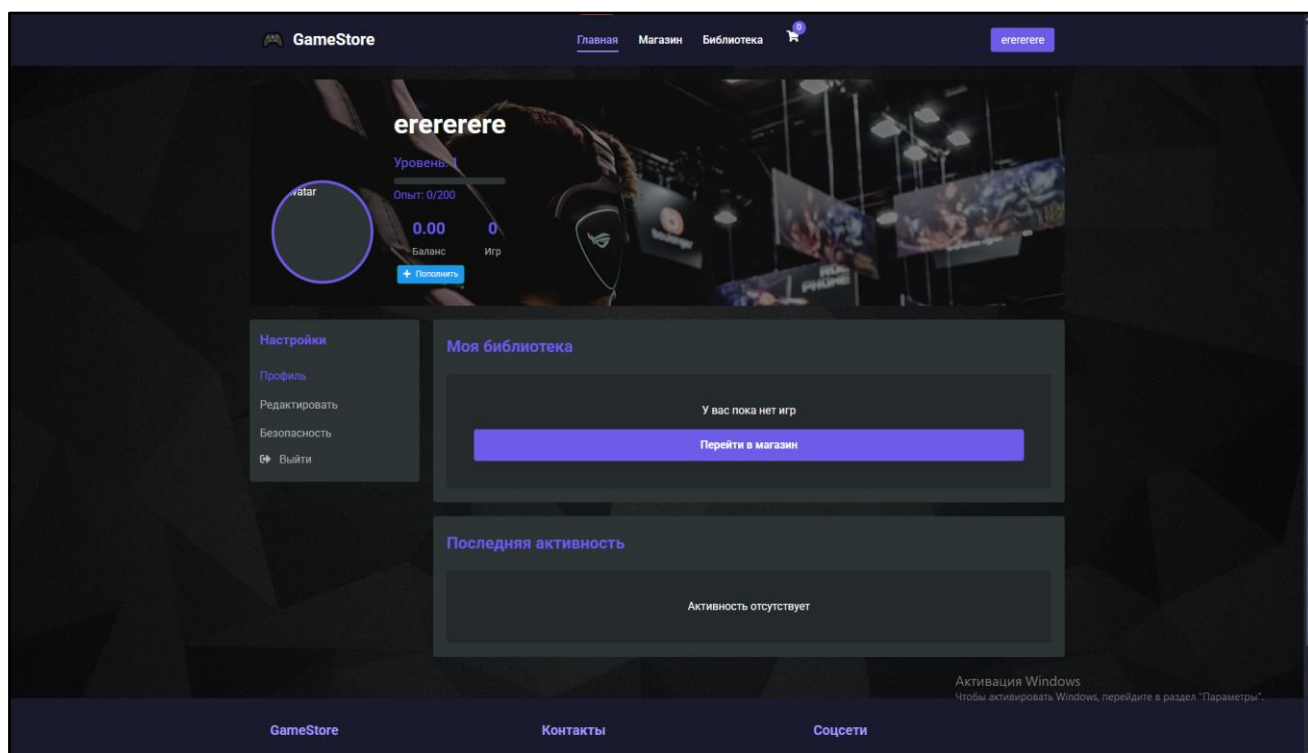 GameStore
Главная
Магазин
Библиотека
0
erererere
erererere
Уровень: 1
vatar
Опыт: 0/200
0.00
0
Баланс
Игр
+ Пополнить
Настройки
Профиль
Редактировать
Безопасность
Выйти
Моя библиотека
У вас пока нет игр
Перейти в магазин
Последняя активность
Активность отсутствует
Активация Windows
Чтобы активировать Windows, перейдите в раздел "Параметры".
GameStore
Контакты
Соцсети